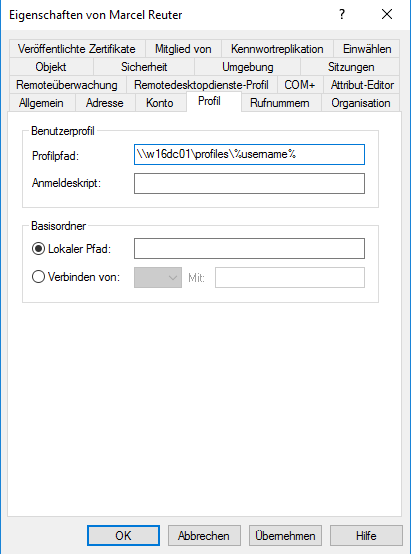 Eigenschaften von Marcel Reuter ? ×
Veröffentlichte Zertifikate Mitglied von Kennwortreplikation Einwählen
Objekt Sicherheit Umgebung Sitzungen
Remoteüberwachung Remotedesktopdienste-Profil COM+ Attribut-Editor
Allgemein Adresse Konto Profil Rufnummern Organisation
Benutzerprofil
Profilpfad: \\w16dc01\profiles\%username%
Anmeldeskript:
Basisordner
Lokaler Pfad:
Verbinden von: Mit:
OK Abbrechen Übernehmen Hilfe